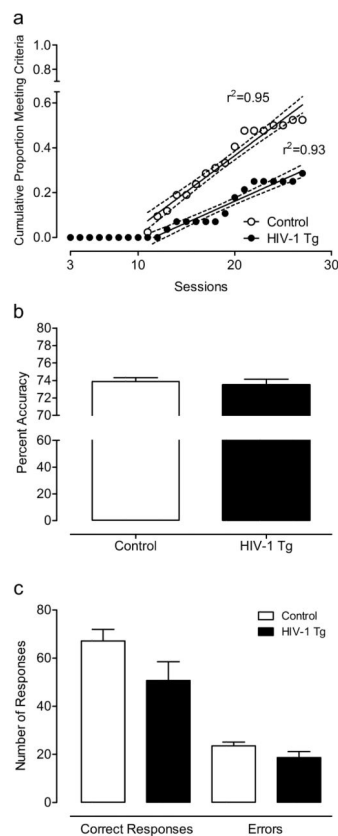 a
Cumulative Proportion Meeting Criteria
1.0
0.8
0.6
0.4
0.2
0.0
r²=0.95
r²=0.93
Control
HIV-1 Tg
3
10
20
30
Sessions
b
Percent Accuracy
80
78
76
74
72
70
60
40
20
0
Control
HIV-1 Tg
c
Number of Responses
80
60
40
20
0
Control
HIV-1 Tg
Correct Responses
Errors